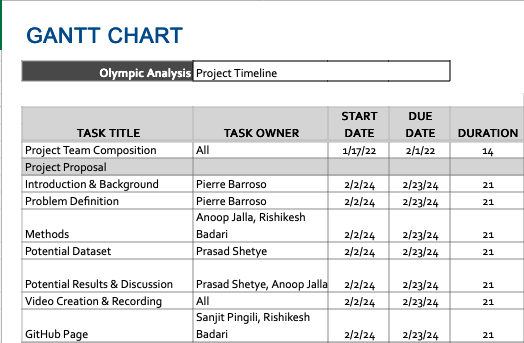 GANTT CHART
Olympic Analysis Project Timeline
START DUE
TASK TITLE TASK OWNER DATE DATE DURATION
Project Team Composition All 1/17/22 2/1/22 14
Project Proposal
Introduction & Background Pierre Barroso 2/2/24 2/23/24 21
Problem Definition Pierre Barroso 2/2/24 2/23/24 21
Anoop Jalla, Rishikesh
Methods Badari 2/2/24 2/23/24 21
Potential Dataset Prasad Shetye 2/2/24 2/23/24 21
Potential Results & Discussion Prasad Shetye, Anoop Jalla 2/2/24 2/23/24 21
Video Creation & Recording All 2/2/24 2/23/24 21
Sanjit Pingili, Rishikesh
GitHub Page Badari 2/2/24 2/23/24 21